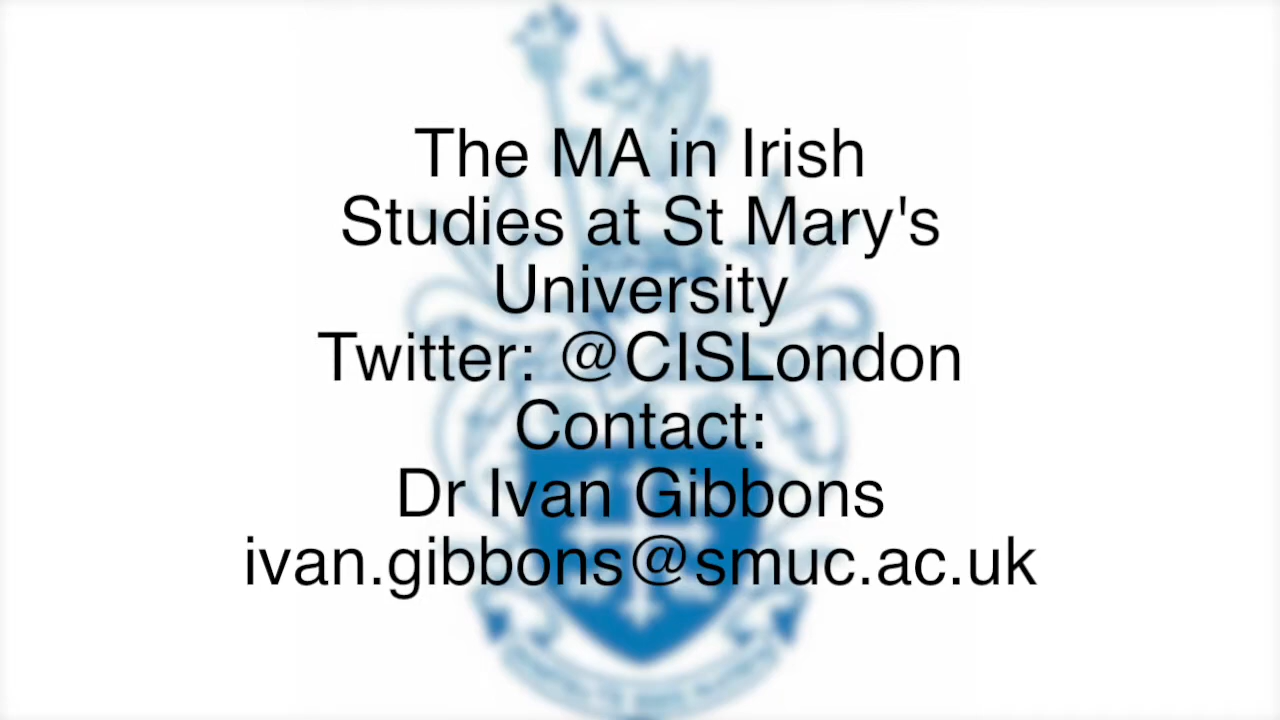 The MA in Irish
Studies at St Mary's
University
Twitter: @CISLondon
Contact:
Dr Ivan Gibbons
ivan.gibbons@smuc.ac.uk